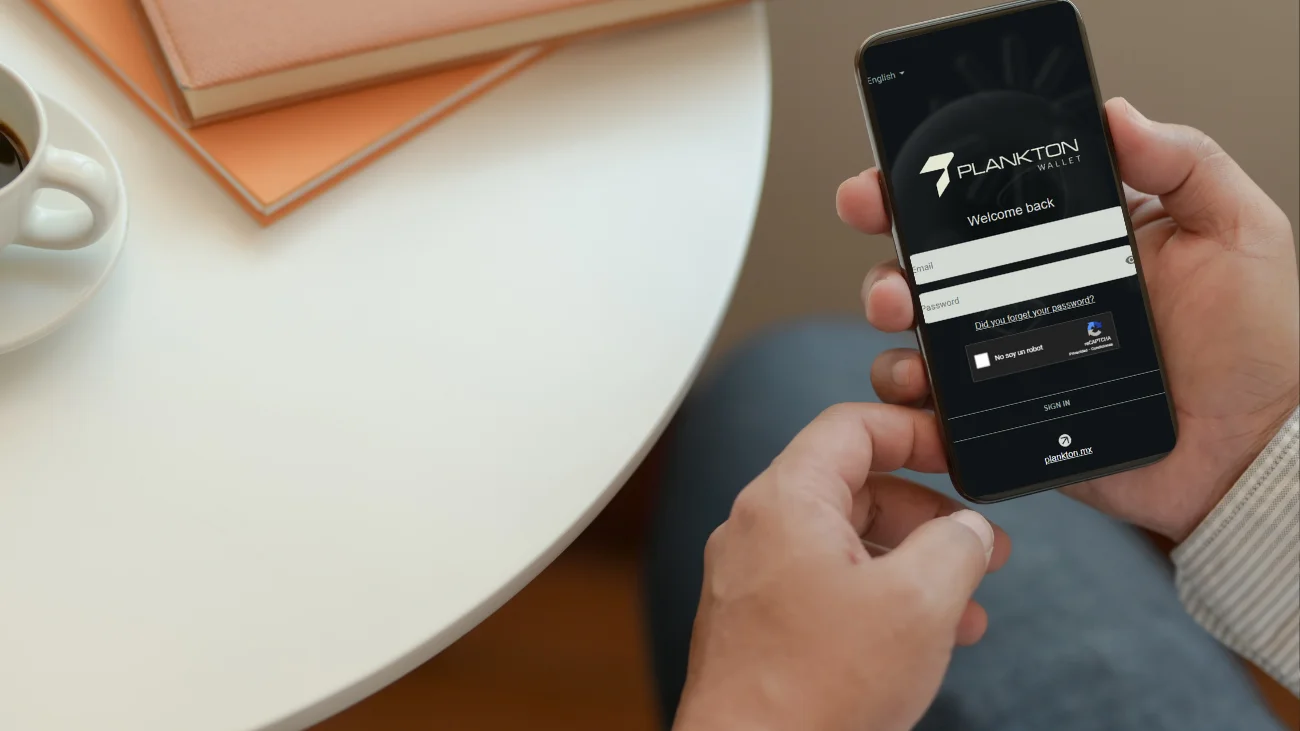 English
PLANKTON
WALLET
Welcome back
Email
Password
Did you forget your password?
No soy un robot
reCAPTCHA
Privacidad - Condiciones
SIGN IN
plankton.mx